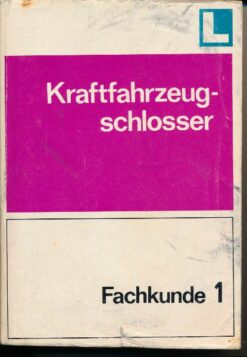 L
Kraftfahrzeug-
schlosser
Fachkunde 1